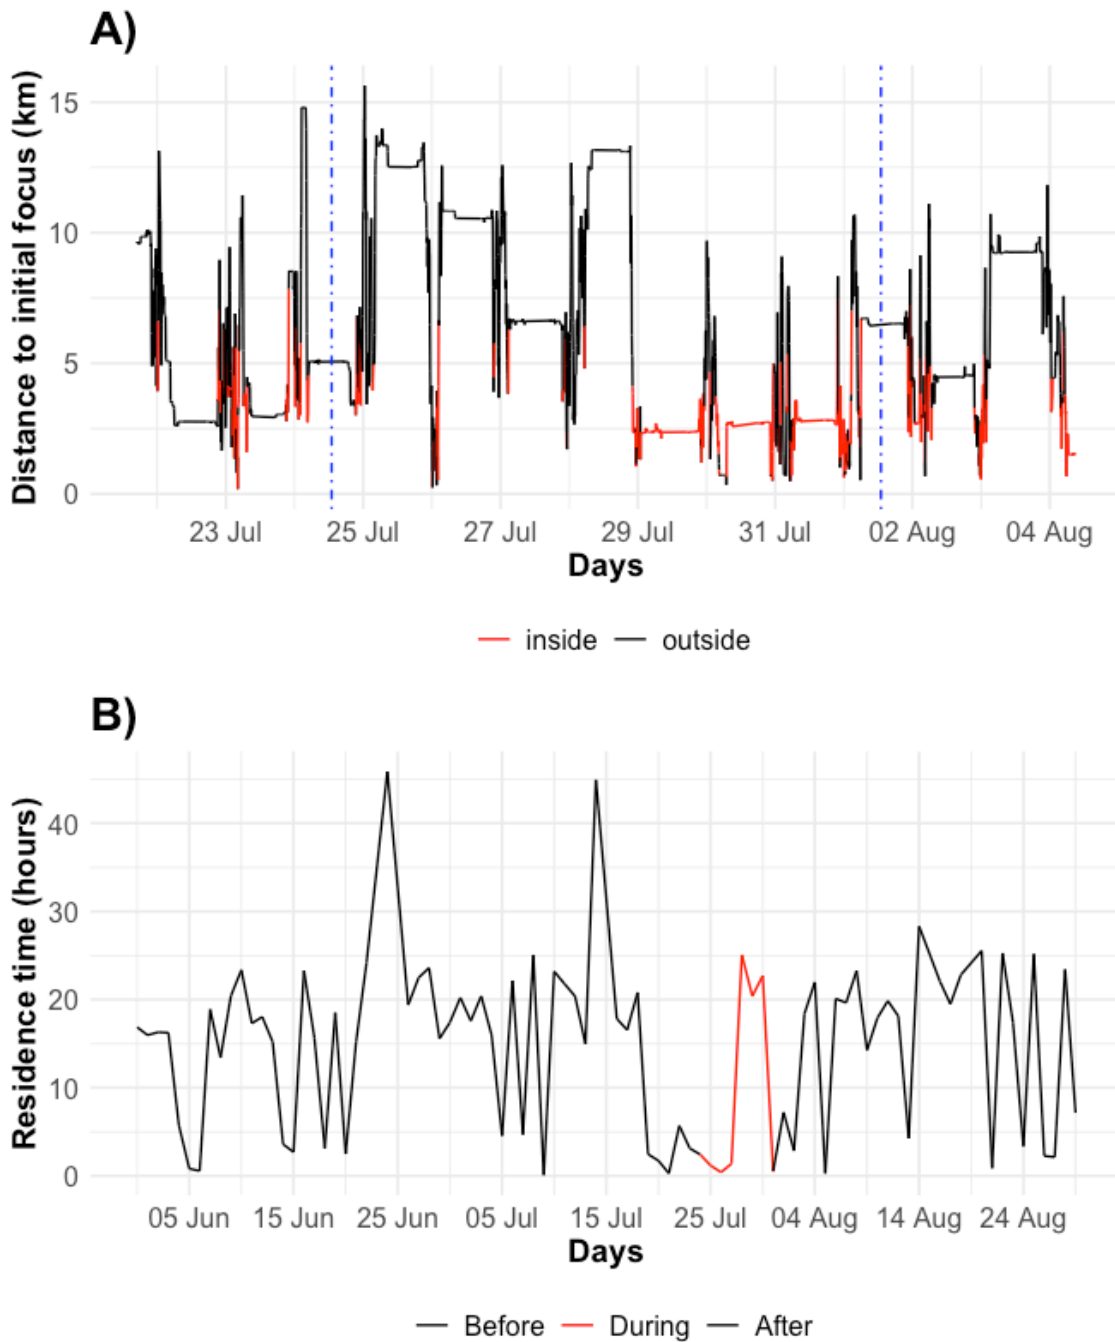 A)
Distance to initial focus (km)
15
10
5
0
23 Jul 25 Jul 27 Jul 29 Jul 31 Jul 02 Aug 04 Aug
Days
inside outside
B)
Residence time (hours)
40
30
20
10
0
05 Jun 15 Jun 25 Jun 05 Jul 15 Jul 25 Jul 04 Aug 14 Aug 24 Aug
Days
Before During After